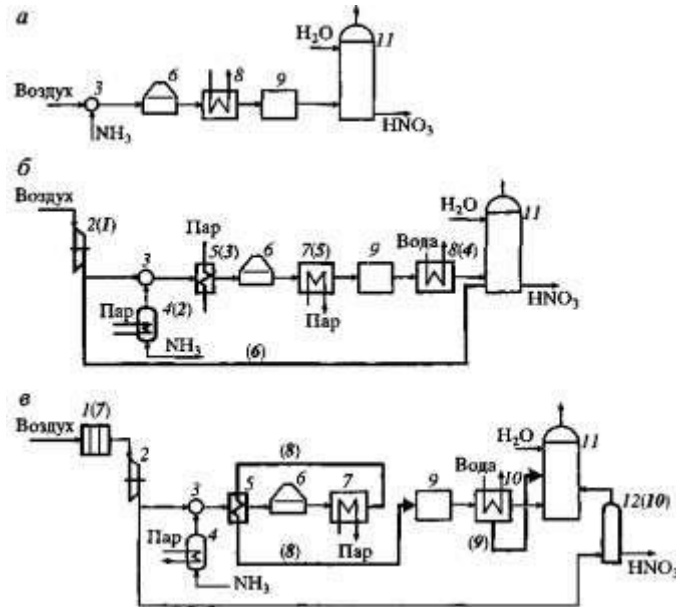 а
H₂O
11
Воздух
3
6
8
9
NH₃
HNO₃
б
Воздух
2(1)
3
Пар
5(3)
6
7(5)
9
Вода
8(4)
H₂O
11
Пар
4(2)
NH₃
Пар
(6)
HNO₃
в
1(7)
Воздух
2
3
5
(8)
6
7
9
Вода
10
H₂O
11
12(10)
Пар
4
(8)
Пар
(9)
NH₃
HNO₃